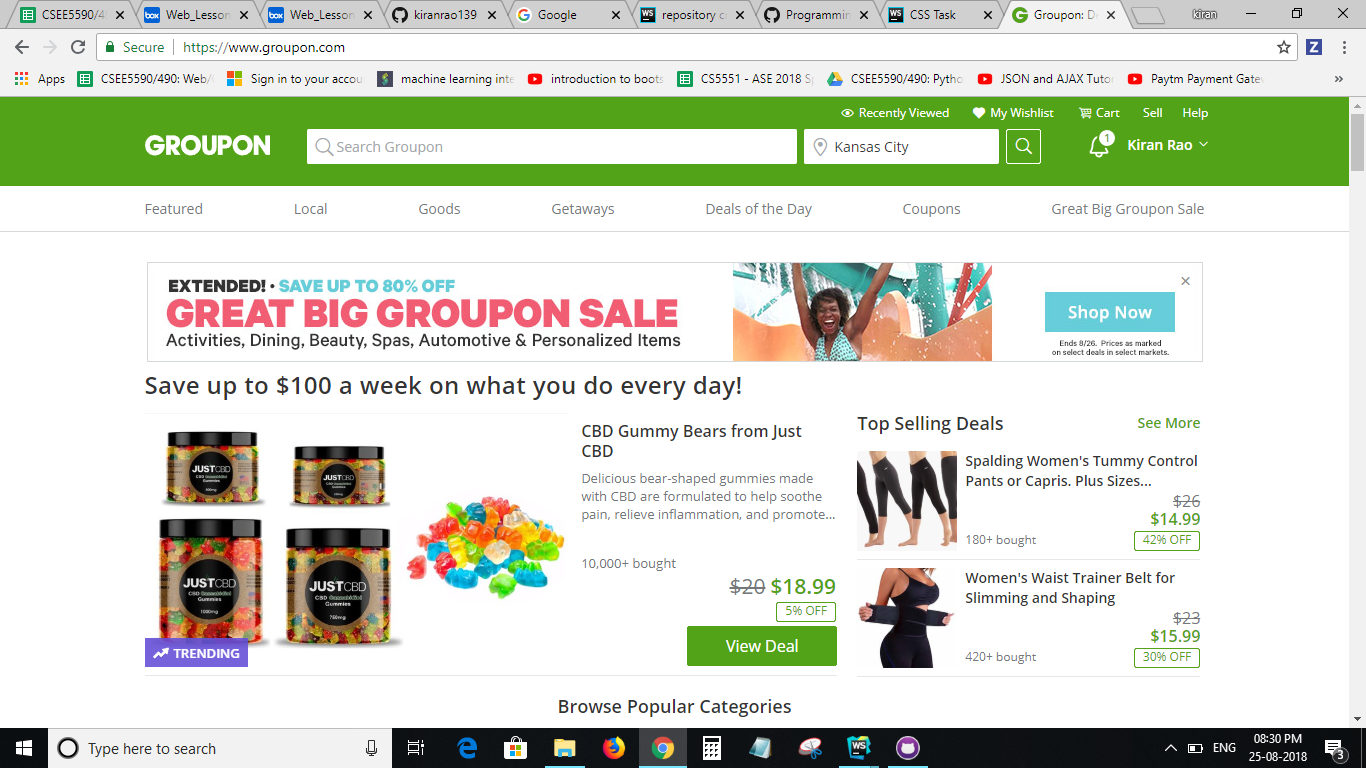 CSEE5590/4
Web_Lesson
Web_Lesson
kiranrao139
Google
repository c
Programmin
CSS Task
Groupon: D
kiran
Secure
https://www.groupon.com
Z
Apps
CSEE5590/490: Web/
Sign in to your accou
machine learning inte
introduction to boots
CS5551 - ASE 2018 S
CSEE5590/490: Pytho
JSON and AJAX Tutor
Paytm Payment Gate
»
Recently Viewed
My Wishlist
Cart
Sell
Help
GROUPON
Search Groupon
Kansas City
1
Kiran Rao
Featured
Local
Goods
Getaways
Deals of the Day
Coupons
Great Big Groupon Sale
EXTENDED! • SAVE UP TO 80% OFF
GREAT BIG GROUPON SALE
Activities, Dining, Beauty, Spas, Automotive & Personalized Items
Shop Now
Ends 8/26. Prices as marked
on select deals in select markets.
Save up to $100 a week on what you do every day!
JUSTCBD
JUSTCBD
JUSTCBD
CBD Cannabidiol
Gummies
1000mg
JUSTCBD
CBD Cannabidiol
Gummies
750mg
TRENDING
CBD Gummy Bears from Just
CBD
Delicious bear-shaped gummies made
with CBD are formulated to help soothe
pain, relieve inflammation, and promote...
10,000+ bought
$20 $18.99
5% OFF
View Deal
Top Selling Deals
See More
Spalding Women's Tummy Control
Pants or Capris. Plus Sizes...
$26
$14.99
180+ bought
42% OFF
Women's Waist Trainer Belt for
Slimming and Shaping
$23
$15.99
420+ bought
30% OFF
Browse Popular Categories
Type here to search
ENG
08:30 PM
25-08-2018
3